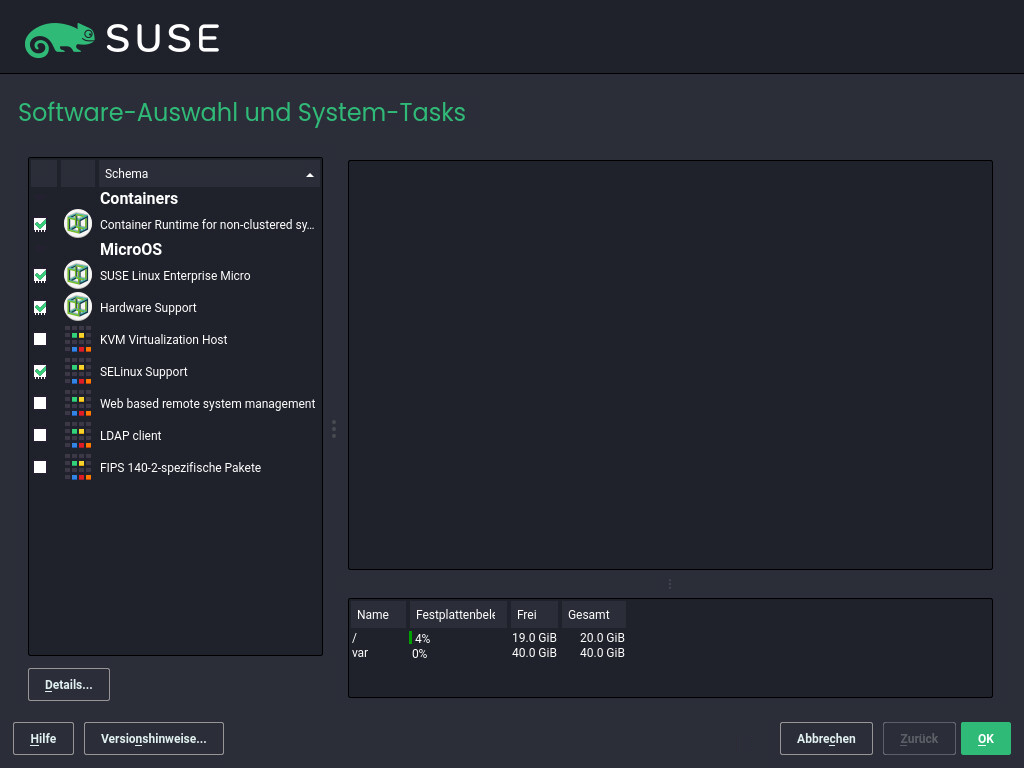 SUSE
Software-Auswahl und System-Tasks
Schema
Containers
Container Runtime for non-clustered sy...
MicroOS
SUSE Linux Enterprise Micro
Hardware Support
KVM Virtualization Host
SELinux Support
Web based remote system management
LDAP client
FIPS 140-2-spezifische Pakete
Name Festplattenbele Frei Gesamt
/ 4% 19.0 GiB 20.0 GiB
var 0% 40.0 GiB 40.0 GiB
Details...
Hilfe Versionshinweise... Abbrechen Zurück OK